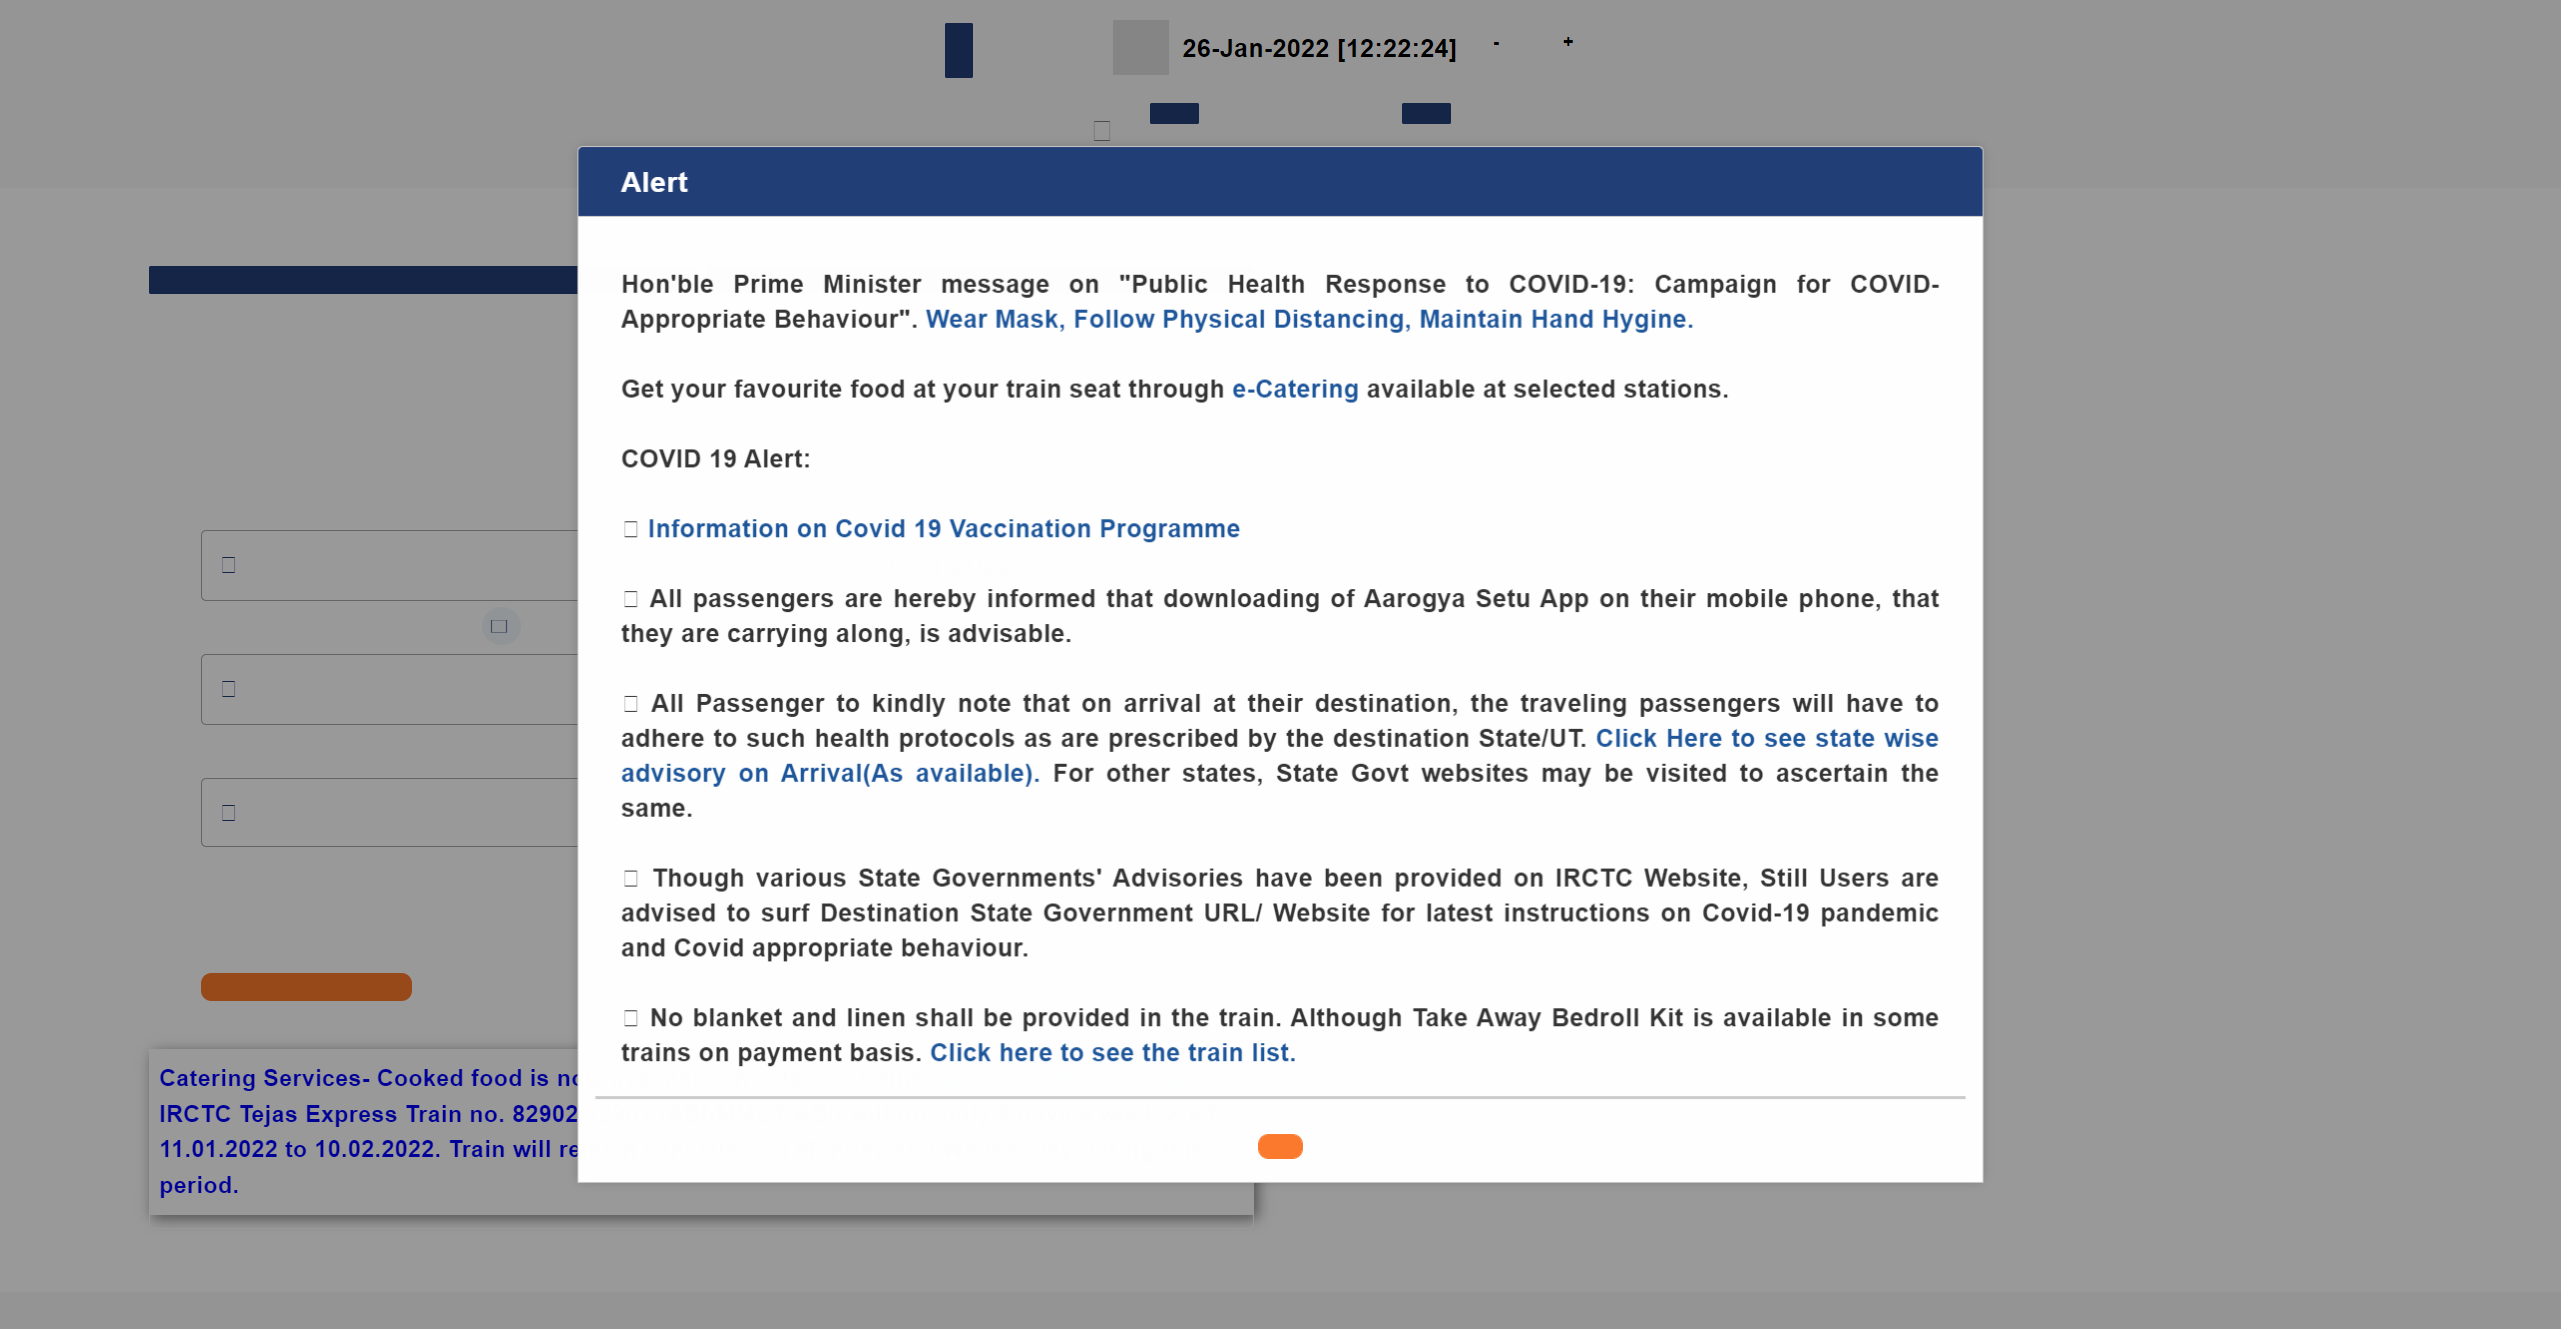 26-Jan-2022 [12:22:24] - +
Alert
Hon'ble Prime Minister message on "Public Health Response to COVID-19: Campaign for COVID-
Appropriate Behaviour". Wear Mask, Follow Physical Distancing, Maintain Hand Hygine.
Get your favourite food at your train seat through e-Catering available at selected stations.
COVID 19 Alert:
Information on Covid 19 Vaccination Programme
All passengers are hereby informed that downloading of Aarogya Setu App on their mobile phone, that
they are carrying along, is advisable.
All Passenger to kindly note that on arrival at their destination, the traveling passengers will have to
adhere to such health protocols as are prescribed by the destination State/UT. Click Here to see state wise
advisory on Arrival(As available). For other states, State Govt websites may be visited to ascertain the
same.
Though various State Governments' Advisories have been provided on IRCTC Website, Still Users are
advised to surf Destination State Government URL/ Website for latest instructions on Covid-19 pandemic
and Covid appropriate behaviour.
No blanket and linen shall be provided in the train. Although Take Away Bedroll Kit is available in some
trains on payment basis. Click here to see the train list.
Catering Services- Cooked food is
IRCTC Tejas Express Train no. 82902
11.01.2022 to 10.02.2022. Train will
period.